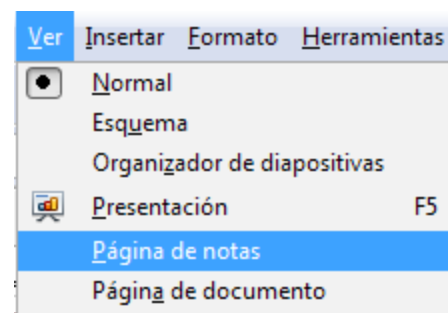 Ver Insertar Formato Herramientas
Normal
Esquema
Organizador de diapositivas
Presentación F5
Página de notas
Página de documento